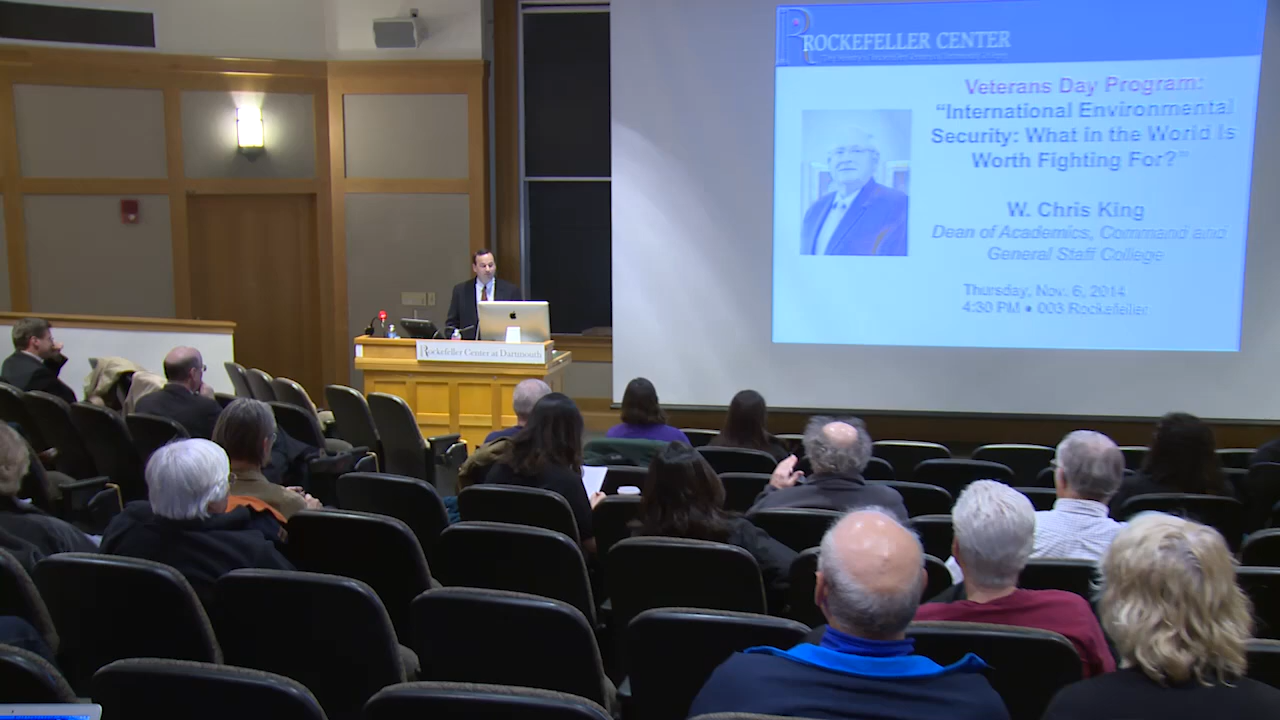 ROCKEFELLER CENTER
Veterans Day Program:
"International Environmental
Security: What in the World Is
Worth Fighting For?"
W. Chris King
Dean of Academics, Command and
General Staff College
Thursday, Nov. 6, 2014
4:30 PM • 003 Rockefeller
Rockefeller Center at Dartmouth